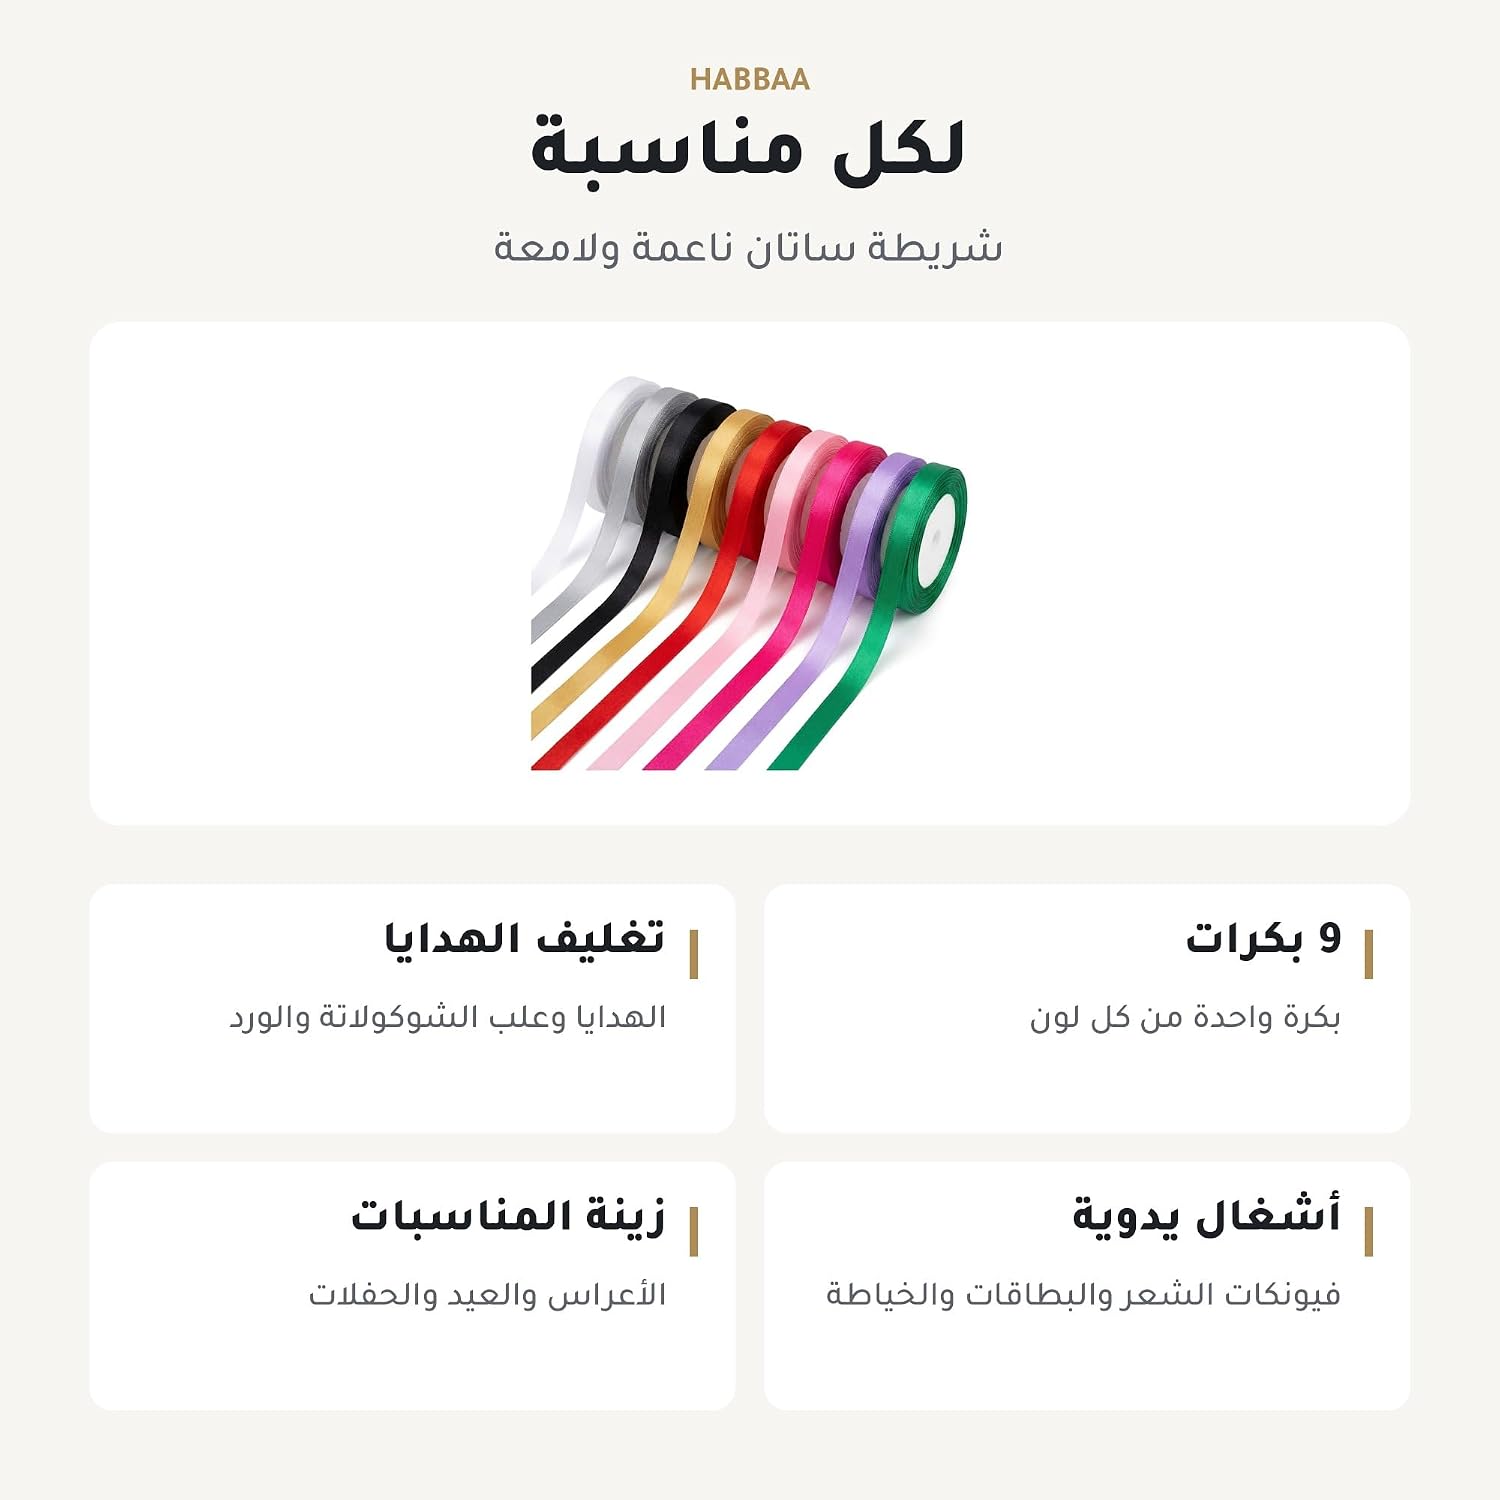 HABBAA
لكل مناسبة
شريطة ساتان ناعمة ولامعة
9 بكرات
بكرة واحدة من كل لون
تغليف الهدايا
الهدايا وعلب الشوكولاتة والورد
أشغال يدوية
فيونكات الشعر والبطاقات والخياطة
زينة المناسبات
الأعراس والعيد والحفلات